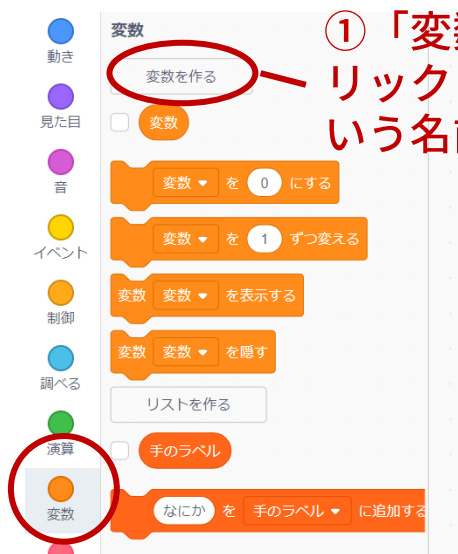 動き
見た目
音
イベント
制御
調べる
演算
変数
変数
変数を作る
変数
変数 を 0 にする
変数 を 1 ずつ変える
変数 変数 を表示する
変数 変数 を隠す
リストを作る
手のラベル
なにか を 手のラベル に追加する
①「変
リック
いう名